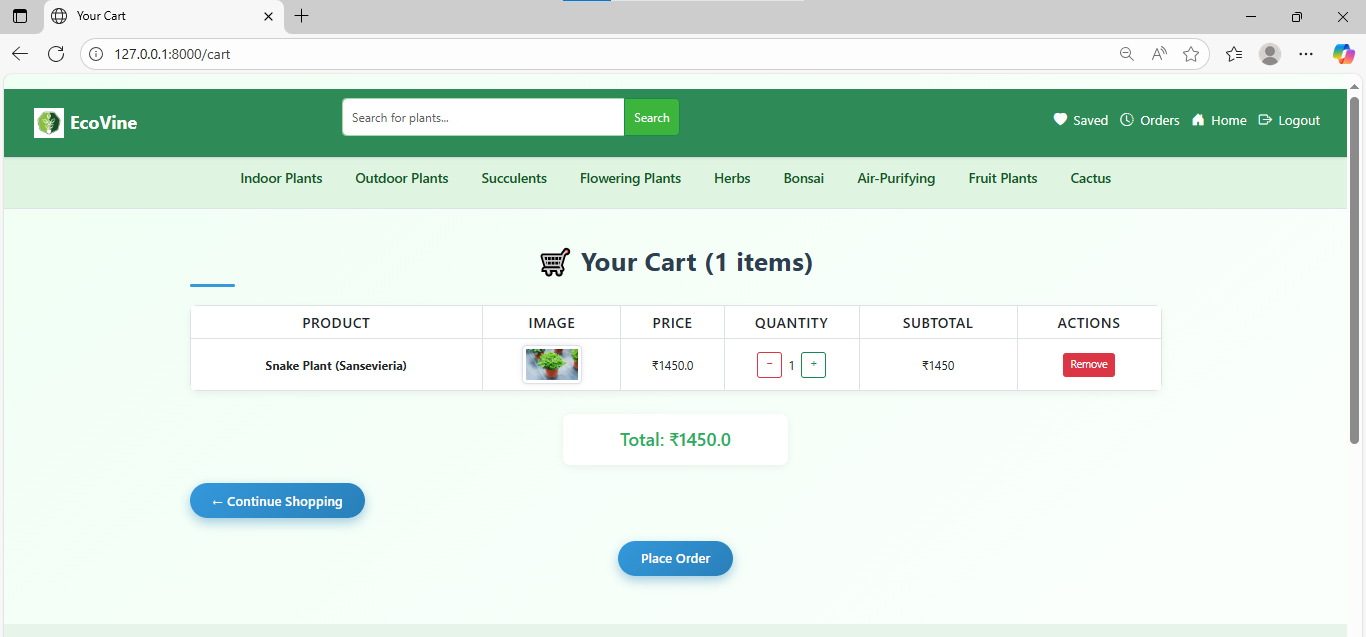 Your Cart
127.0.0.1:8000/cart
EcoVine
Search for plants...
Search
Saved
Orders
Home
Logout
Indoor Plants Outdoor Plants Succulents Flowering Plants Herbs Bonsai Air-Purifying Fruit Plants Cactus
Your Cart (1 items)
PRODUCT IMAGE PRICE QUANTITY SUBTOTAL ACTIONS
Snake Plant (Sansevieria) ₹1450.0 − 1 + ₹1450 Remove
Total: ₹1450.0
← Continue Shopping
Place Order